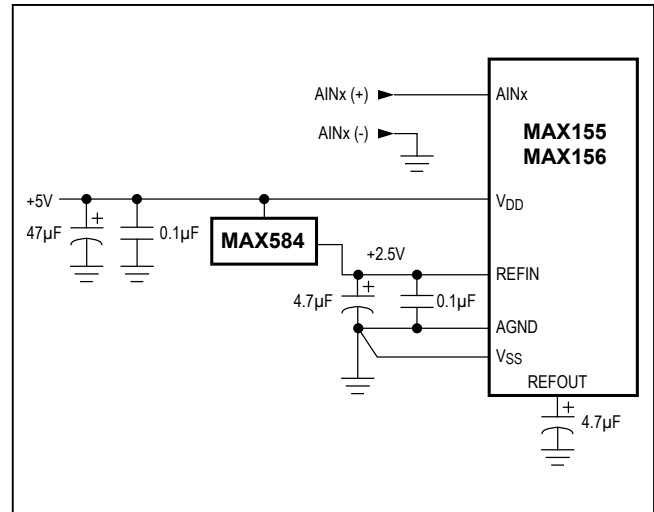 AINx (+)
AINx
AINx (-)
MAX155
MAX156
+5V
VDD
47µF
+
0.1µF
MAX584
+2.5V
REFIN
4.7µF
+
0.1µF
AGND
VSS
REFOUT
+
4.7µF